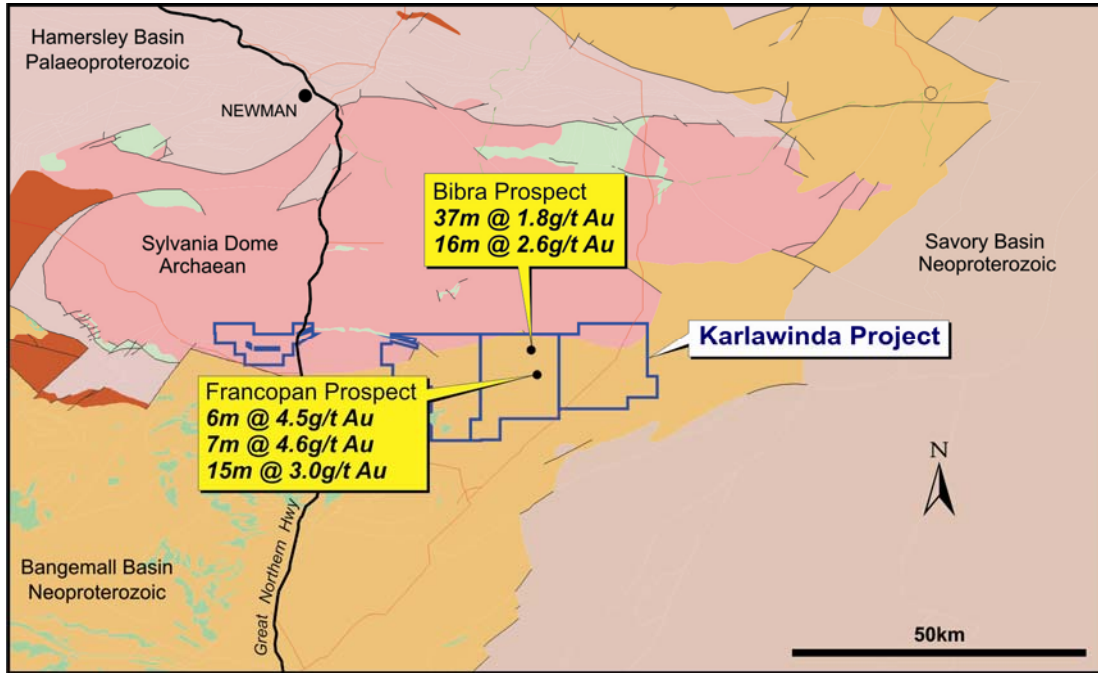 Hamersley Basin
Palaeoproterozoic
NEWMAN
Bibra Prospect
37m @ 1.8g/t Au
16m @ 2.6g/t Au
Sylvania Dome
Archaean
Savory Basin
Neoproterozoic
Karlawinda Project
Francopan Prospect
6m @ 4.5g/t Au
7m @ 4.6g/t Au
15m @ 3.0g/t Au
N
Great Northern Hwy
Bangemall Basin
Neoproterozoic
50km